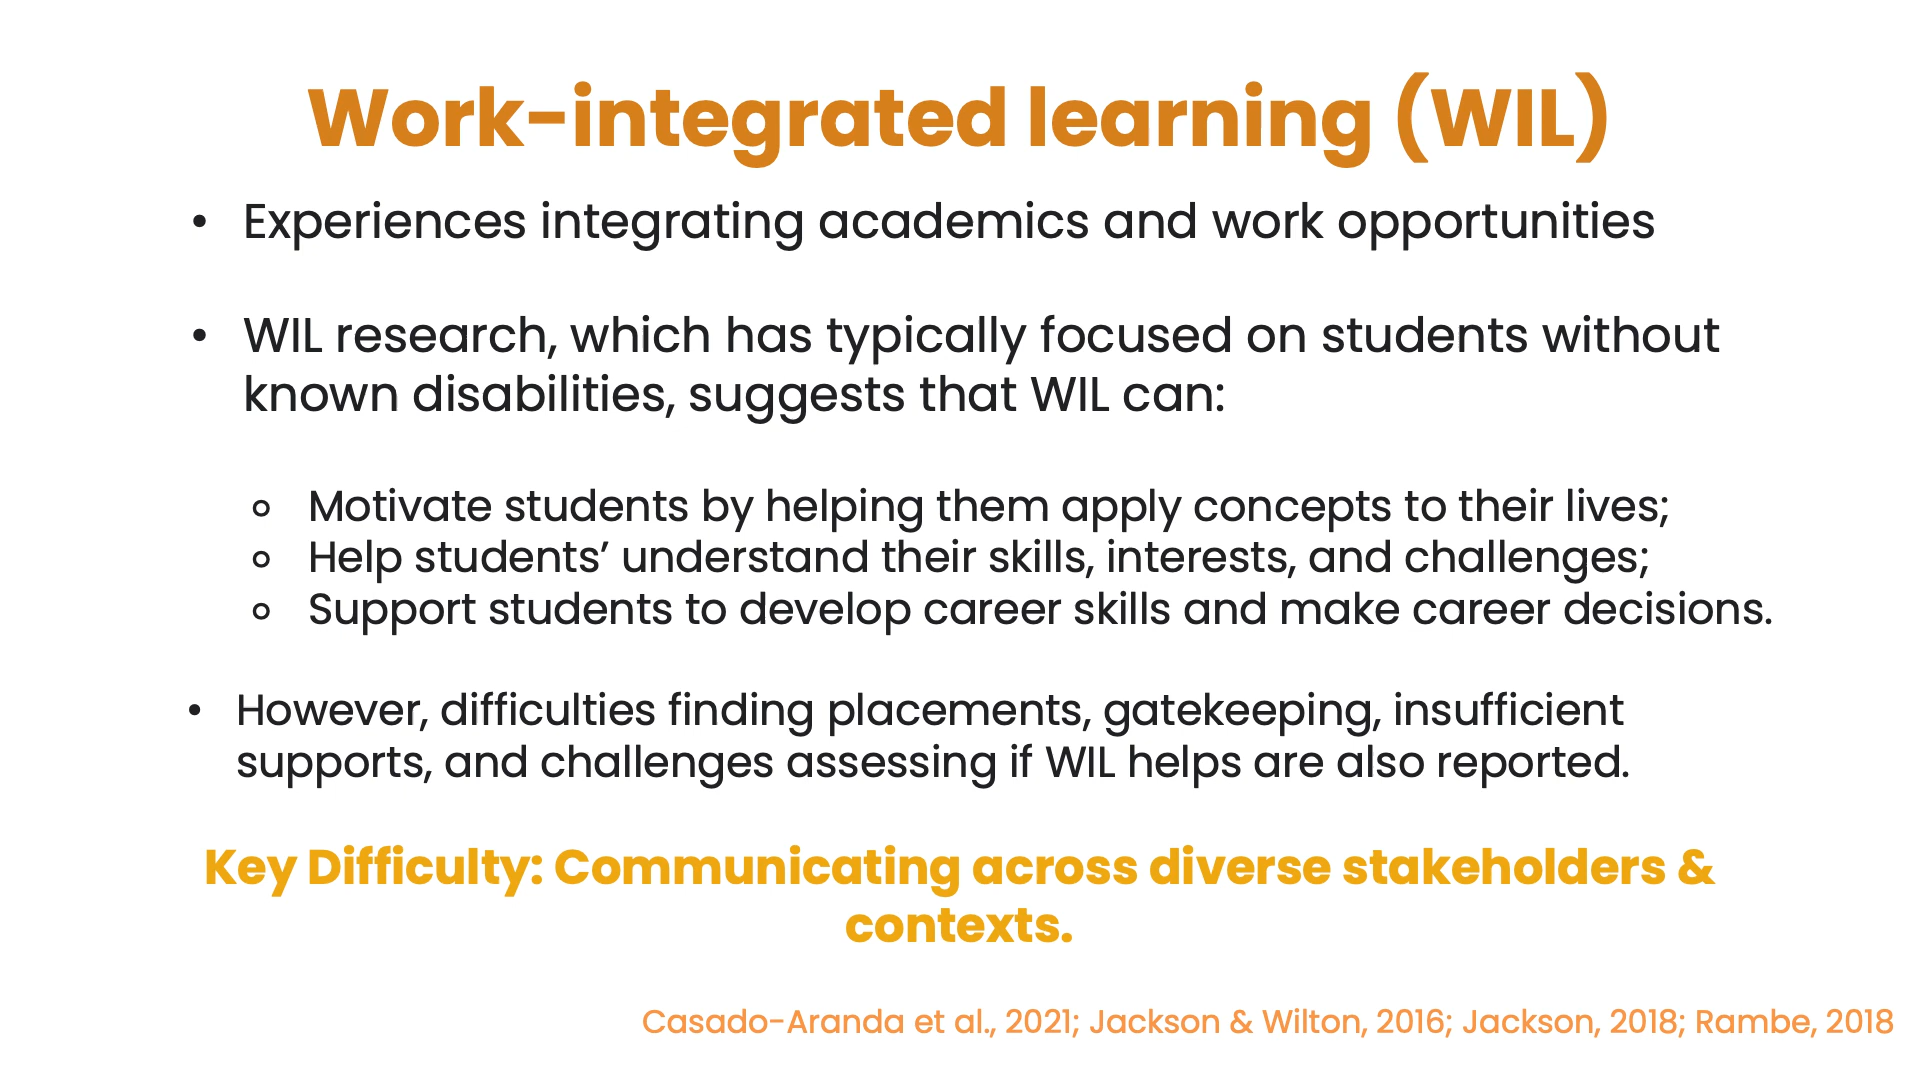 Work-integrated learning (WIL)
• Experiences integrating academics and work opportunities
• WIL research, which has typically focused on students without
known disabilities, suggests that WIL can:
○ Motivate students by helping them apply concepts to their lives;
○ Help students’ understand their skills, interests, and challenges;
○ Support students to develop career skills and make career decisions.
• However, difficulties finding placements, gatekeeping, insufficient
supports, and challenges assessing if WIL helps are also reported.
Key Difficulty: Communicating across diverse stakeholders &
contexts.
Casado-Aranda et al., 2021; Jackson & Wilton, 2016; Jackson, 2018; Rambe, 2018